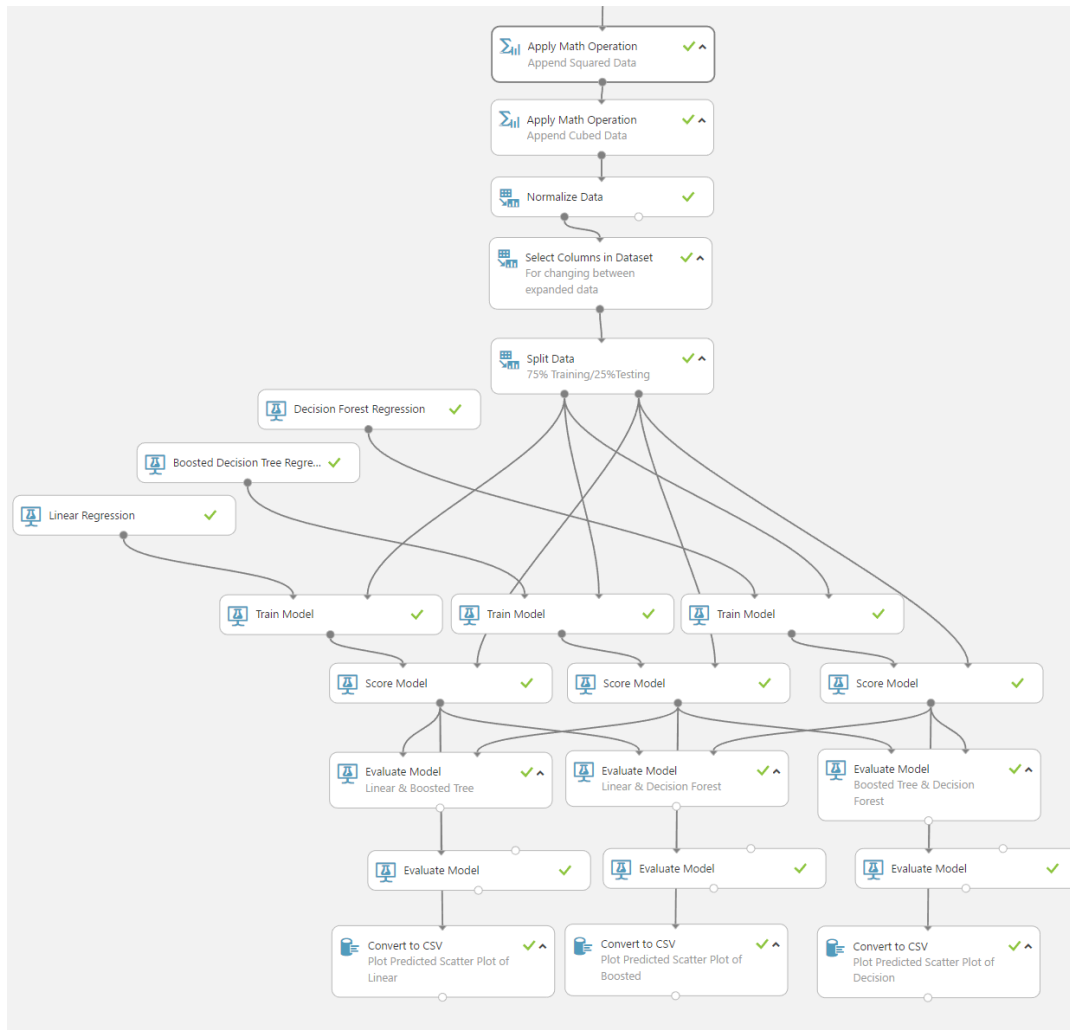 Apply Math Operation
Append Squared Data
Apply Math Operation
Append Cubed Data
Normalize Data
Select Columns in Dataset
For changing between
expanded data
Split Data
75% Training/25%Testing
Decision Forest Regression
Boosted Decision Tree Regre...
Linear Regression
Train Model
Train Model
Train Model
Score Model
Score Model
Score Model
Evaluate Model
Linear & Boosted Tree
Evaluate Model
Linear & Decision Forest
Evaluate Model
Boosted Tree & Decision
Forest
Evaluate Model
Evaluate Model
Evaluate Model
Convert to CSV
Plot Predicted Scatter Plot of
Linear
Convert to CSV
Plot Predicted Scatter Plot of
Boosted
Convert to CSV
Plot Predicted Scatter Plot of
Decision